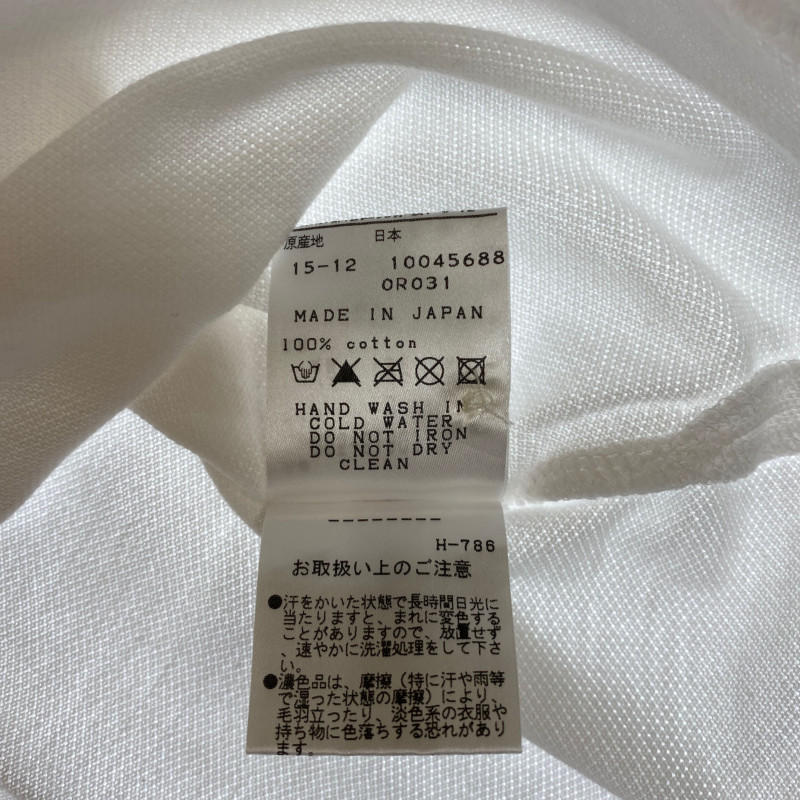 原産地 日本
15-12 10045688
0R031
MADE IN JAPAN
100% cotton
HAND WASH IN
COLD WATER
DO NOT IRON
DO NOT DRY
CLEAN
--------
H-786
お取扱い上のご注意
●汗をかいた状態で長時間日光に
当たりますと、まれに変色する
ことがありますので、放置せず
、速やかに洗濯処理をして下さ
い。
●濃色品は、摩擦（特に汗や雨等
で湿った状態の摩擦）により、
毛羽立ったり、淡色系の衣服や
持ち物に色落ちする恐れがあり
ます。